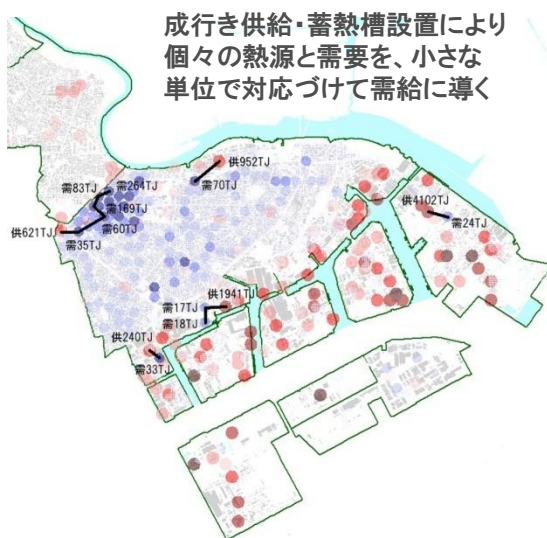 成行き供給・蓄熱槽設置により
個々の熱源と需要を、小さな
単位で対応づけて需給に導く
供952TJ
需83TJ
需264TJ
需70TJ
需169TJ
供4102TJ
供621TJ
需60TJ
需24TJ
需35TJ
供1941TJ
需17TJ
需18TJ
供240TJ
需33TJ